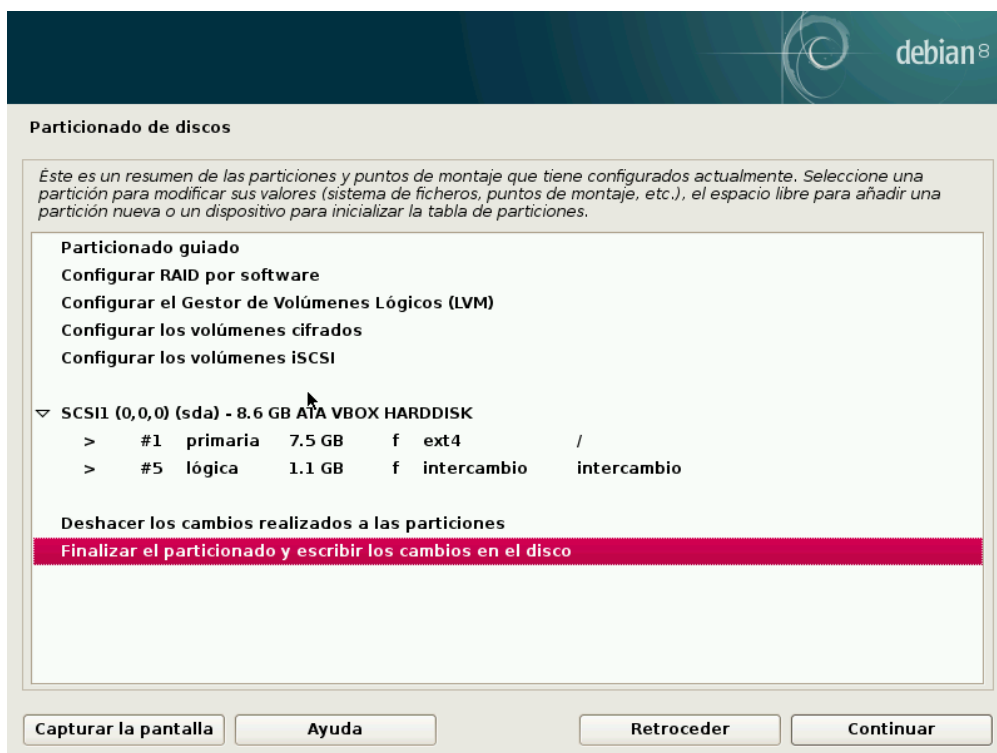 debian 8
Particionado de discos
Éste es un resumen de las particiones y puntos de montaje que tiene configurados actualmente. Seleccione una
partición para modificar sus valores (sistema de ficheros, puntos de montaje, etc.), el espacio libre para añadir una
partición nueva o un dispositivo para inicializar la tabla de particiones.
Particionado guiado
Configurar RAID por software
Configurar el Gestor de Volúmenes Lógicos (LVM)
Configurar los volúmenes cifrados
Configurar los volúmenes iSCSI
SCSI1 (0,0,0) (sda) - 8.6 GB ATA VBOX HARDDISK
> #1 primaria 7.5 GB f ext4 /
> #5 lógica 1.1 GB f intercambio intercambio
Deshacer los cambios realizados a las particiones
Finalizar el particionado y escribir los cambios en el disco
Capturar la pantalla Ayuda Retroceder Continuar